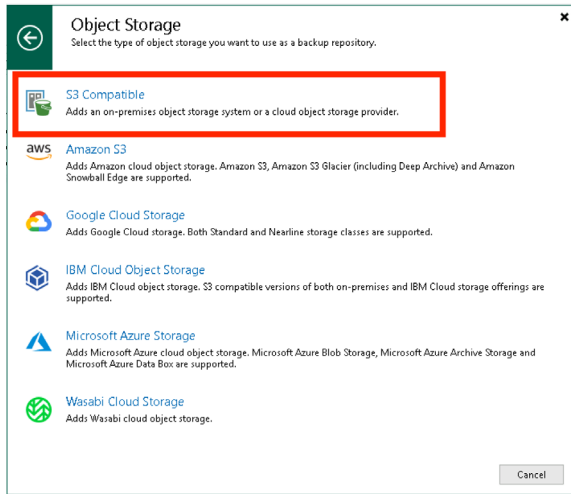 Object Storage
Select the type of object storage you want to use as a backup repository.
S3 Compatible
Adds an on-premises object storage system or a cloud object storage provider.
aws
Amazon S3
Adds Amazon cloud object storage. Amazon S3, Amazon S3 Glacier (including Deep Archive) and Amazon
Snowball Edge are supported.
Google Cloud Storage
Adds Google Cloud storage. Both Standard and Nearline storage classes are supported.
IBM Cloud Object Storage
Adds IBM Cloud object storage. S3 compatible versions of both on-premises and IBM Cloud storage offerings are
supported.
Microsoft Azure Storage
Adds Microsoft Azure cloud object storage. Microsoft Azure Blob Storage, Microsoft Azure Archive Storage and
Microsoft Azure Data Box are supported.
Wasabi Cloud Storage
Adds Wasabi cloud object storage.
Cancel